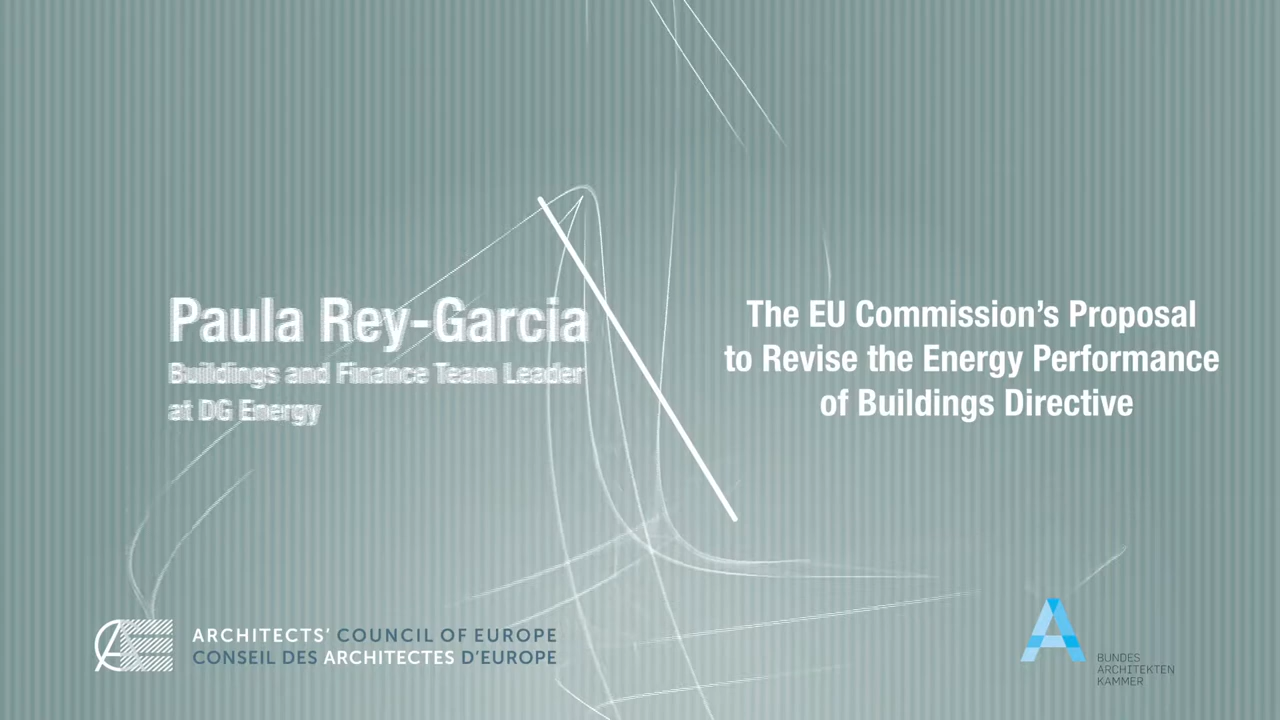 Paula Rey-Garcia
Buildings and Finance Team Leader
at DG Energy
The EU Commission’s Proposal
to Revise the Energy Performance
of Buildings Directive
ARCHITECTS’ COUNCIL OF EUROPE
CONSEIL DES ARCHITECTES D’EUROPE
BUNDES
ARCHITEKTEN
KAMMER